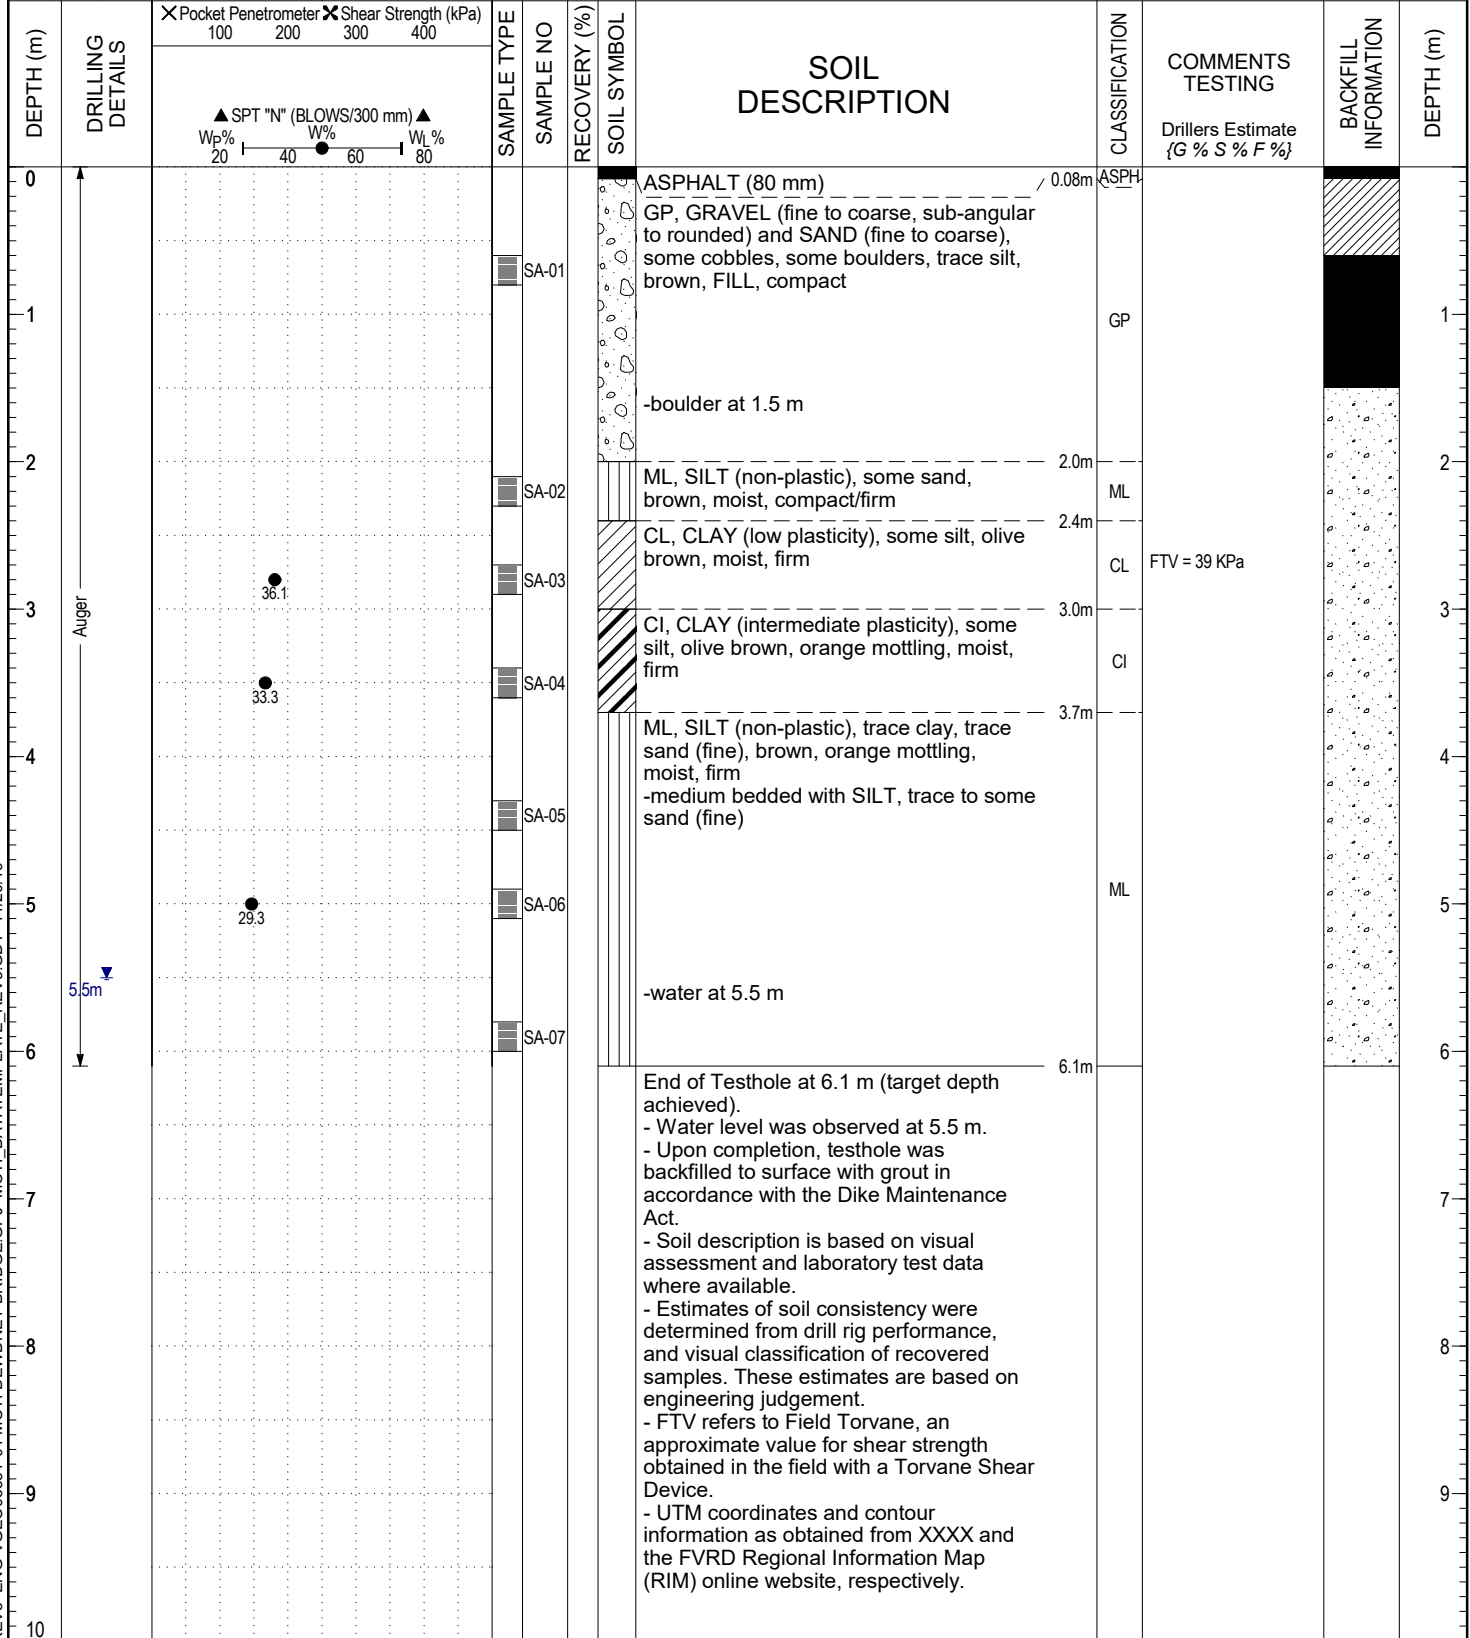 DEPTH (m)
DRILLING
DETAILS
Pocket Penetrometer Shear Strength (kPa)
100 200 300 400
▲ SPT "N" (BLOWS/300 mm) ▲
WP% W% WL%
20 40 60 80
SAMPLE TYPE
SAMPLE NO
RECOVERY (%)
SOIL SYMBOL
SOIL
DESCRIPTION
CLASSIFICATION
COMMENTS
TESTING
Drillers Estimate
{G % S % F %}
BACKFILL
INFORMATION
DEPTH (m)
0
ASPHALT (80 mm) 0.08m ASPH
GP, GRAVEL (fine to coarse, sub-angular
to rounded) and SAND (fine to coarse),
some cobbles, some boulders, trace silt,
brown, FILL, compact
SA-01
1 GP 1
-boulder at 1.5 m
2 2.0m 2
ML, SILT (non-plastic), some sand,
brown, moist, compact/firm
SA-02 ML
2.4m
CL, CLAY (low plasticity), some silt, olive
brown, moist, firm
CL FTV = 39 KPa
SA-03
36.1
3 3.0m 3
Auger
CI, CLAY (intermediate plasticity), some
silt, olive brown, orange mottling, moist,
firm
CI
SA-04
33.3
3.7m
ML, SILT (non-plastic), trace clay, trace
sand (fine), brown, orange mottling,
moist, firm
-medium bedded with SILT, trace to some
sand (fine)
4 4
SA-05
ML
5 SA-06 5
29.3
5.5m
-water at 5.5 m
SA-07
6 6
6.1m
End of Testhole at 6.1 m (target depth
achieved).
- Water level was observed at 5.5 m.
- Upon completion, testhole was
backfilled to surface with grout in
accordance with the Dike Maintenance
Act.
- Soil description is based on visual
assessment and laboratory test data
where available.
- Estimates of soil consistency were
determined from drill rig performance,
and visual classification of recovered
samples. These estimates are based on
engineering judgement.
- FTV refers to Field Torvane, an
approximate value for shear strength
obtained in the field with a Torvane Shear
Device.
- UTM coordinates and contour
information as obtained from XXXX and
the FVRD Regional Information Map
(RIM) online website, respectively.
7 7
8 8
9 9
10